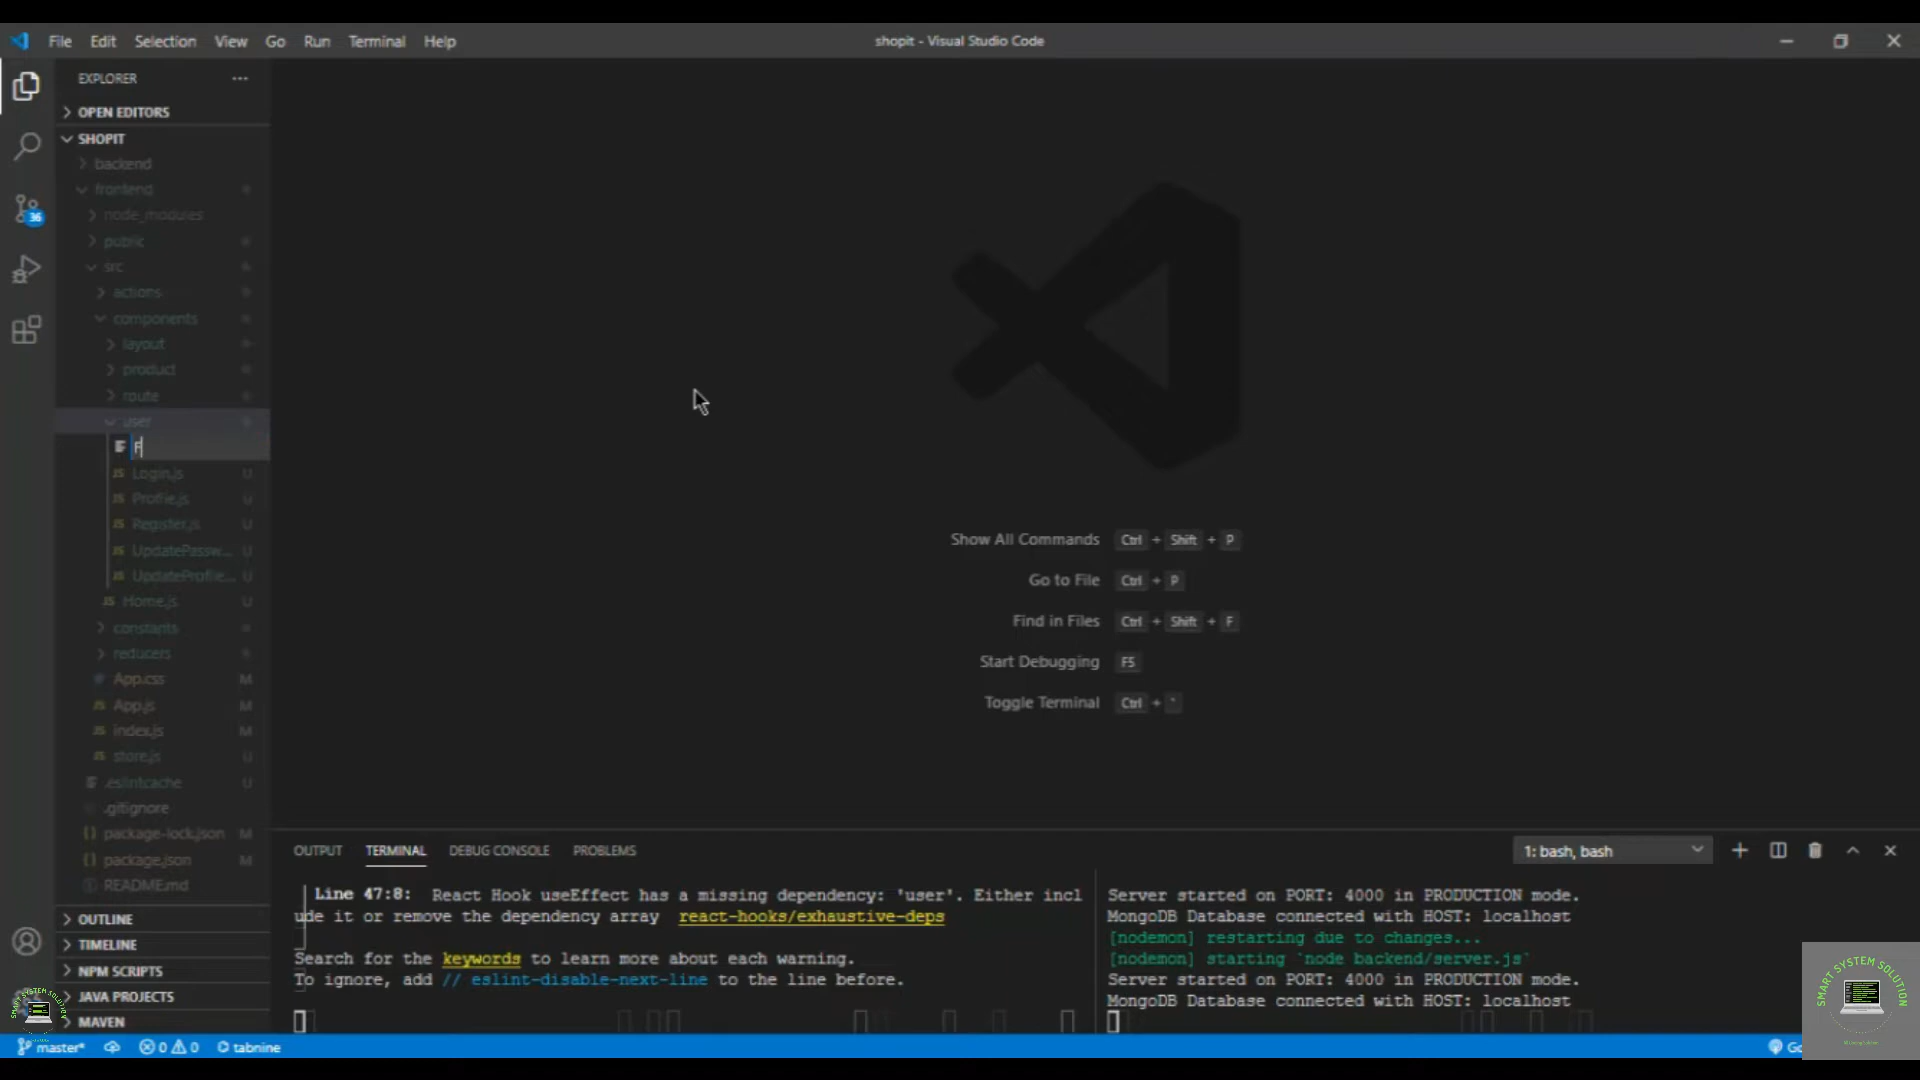 File Edit Selection View Go Run Terminal Help
shopit - Visual Studio Code
EXPLORER ...
OPEN EDITORS
SHOPIT
backend
frontend
node_modules
public
src
actions
components
layout
product
route
user
F
Login.js U
Profile.js U
Register.js U
UpdatePassw... U
UpdateProfile... U
Home.js U
constants
reducers
App.css M
App.js M
index.js M
store.js U
.eslintcache U
.gitignore
package-lock.json M
package.json M
README.md
OUTLINE
TIMELINE
NPM SCRIPTS
JAVA PROJECTS
MAVEN
36
Show All Commands Ctrl + Shift + P
Go to File Ctrl + P
Find in Files Ctrl + Shift + F
Start Debugging F5
Toggle Terminal Ctrl + `
OUTPUT TERMINAL DEBUG CONSOLE PROBLEMS
1: bash, bash
Line 47:8: React Hook useEffect has a missing dependency: 'user'. Either incl
ude it or remove the dependency array react-hooks/exhaustive-deps
Search for the keywords to learn more about each warning.
To ignore, add // eslint-disable-next-line to the line before.
Server started on PORT: 4000 in PRODUCTION mode.
MongoDB Database connected with HOST: localhost
[nodemon] restarting due to changes...
[nodemon] starting `node backend/server.js`
Server started on PORT: 4000 in PRODUCTION mode.
MongoDB Database connected with HOST: localhost
master* 0 0 tabnine
Go
SMART SYSTEM SOLUTION
SMART SYSTEM SOLUTION